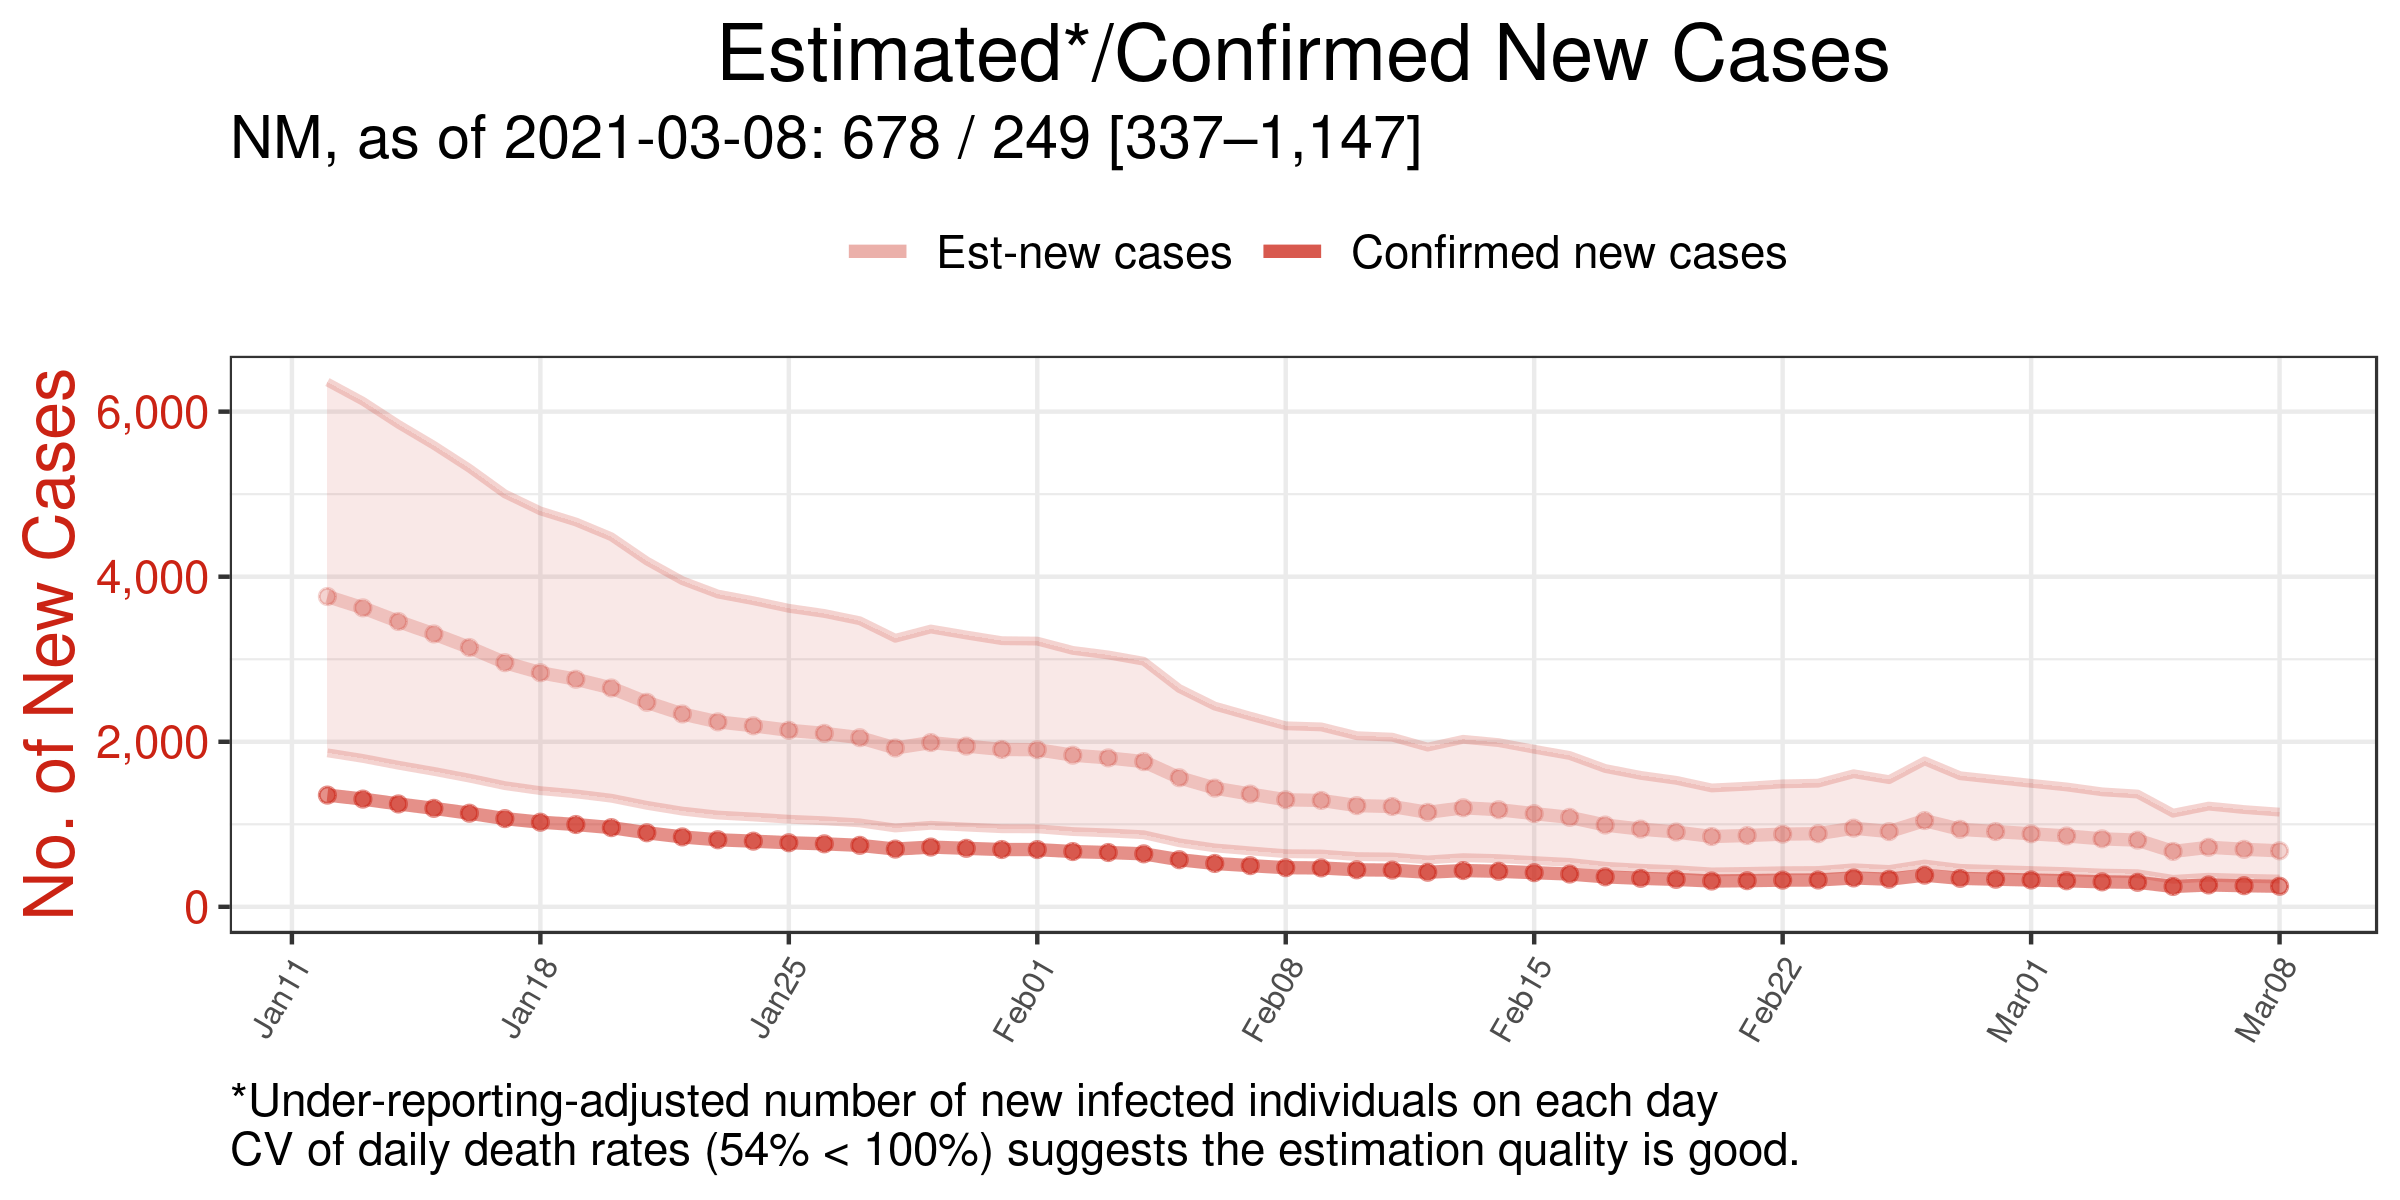 Estimated*/Confirmed New Cases
NM, as of 2021-03-08: 678 / 249 [337–1,147]
Est-new cases Confirmed new cases
No. of New Cases
6,000
4,000
2,000
0
Jan11 Jan18 Jan25 Feb01 Feb08 Feb15 Feb22 Mar01 Mar08
*Under-reporting-adjusted number of new infected individuals on each day
CV of daily death rates (54% < 100%) suggests the estimation quality is good.